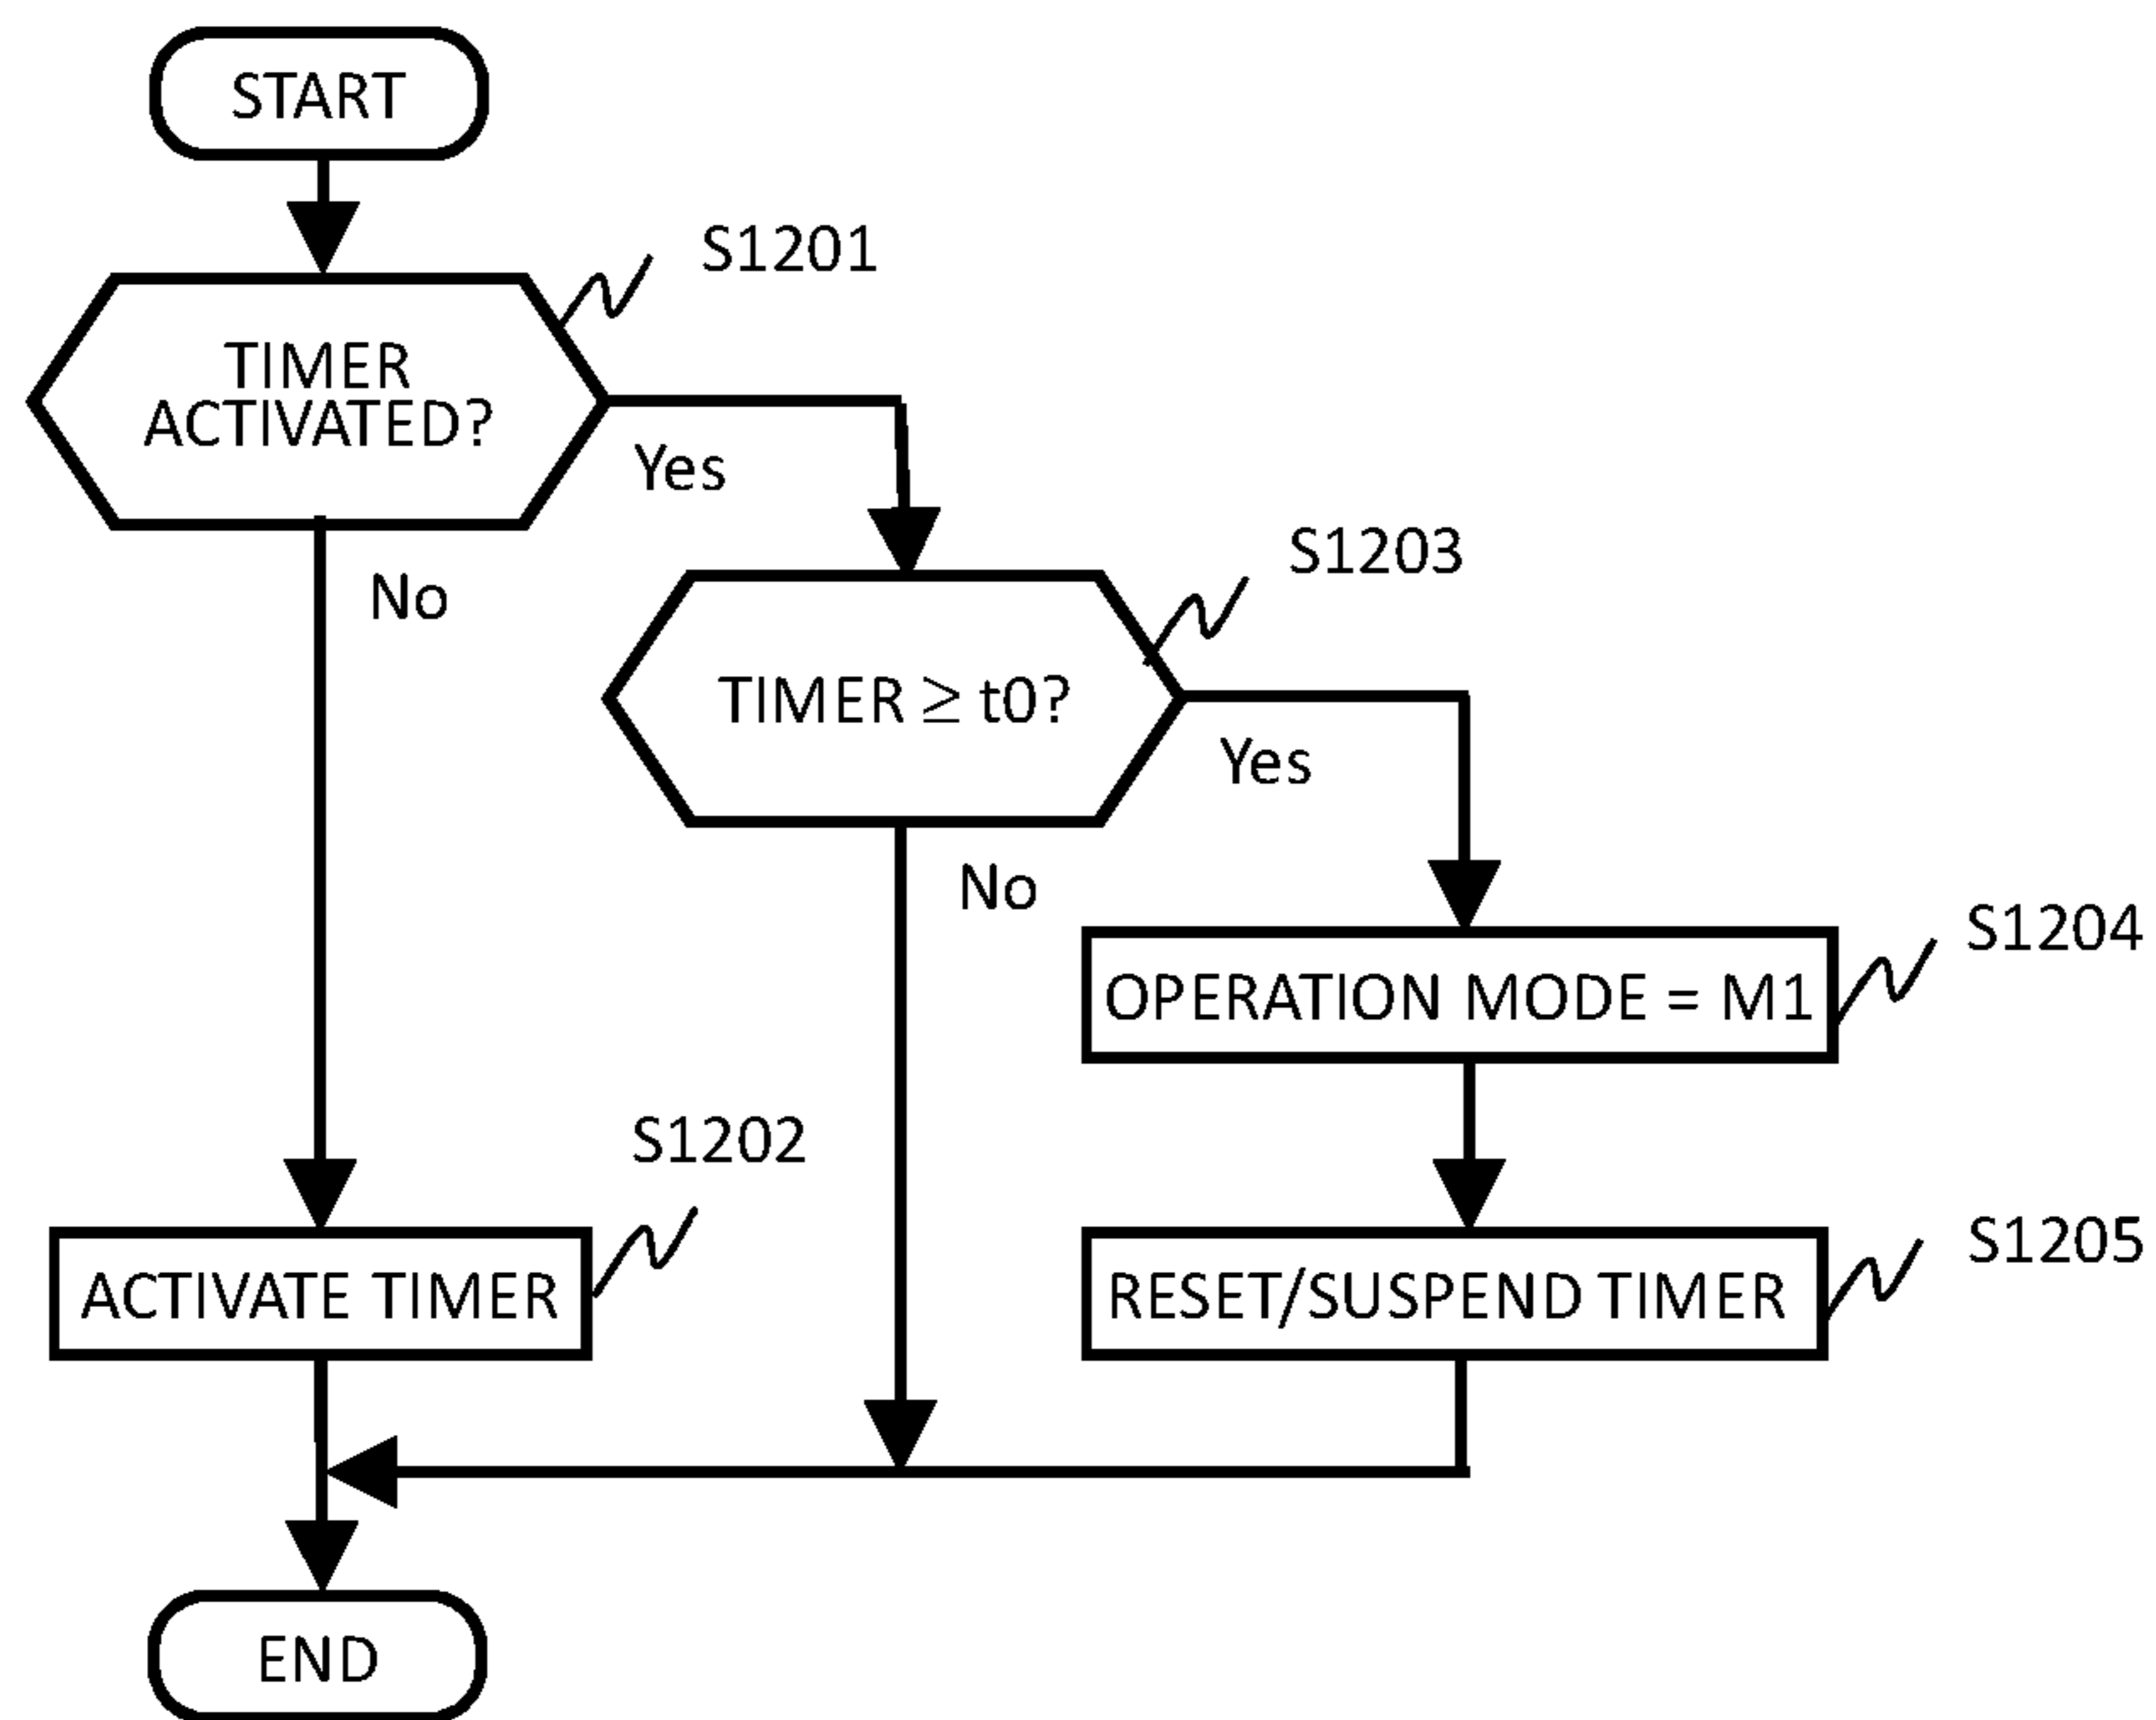 START
S1201
TIMER
ACTIVATED?
Yes
No
S1203
TIMER ≥ t0?
Yes
No
S1204
OPERATION MODE = M1
S1202
ACTIVATE TIMER
S1205
RESET/SUSPEND TIMER
END